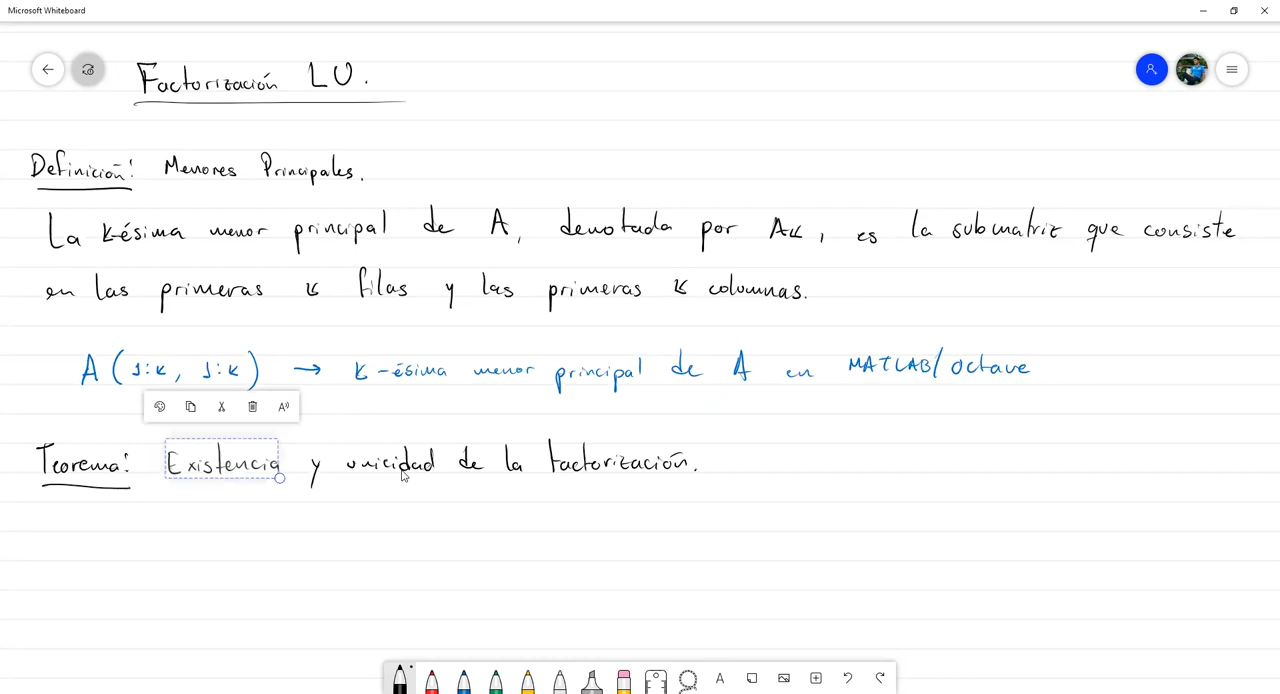 Microsoft Whiteboard
Factorización LU.
Definición: Menores Principales.
La k-ésima menor principal de A, denotada por Ak, es la submatriz que consiste
en las primeras k filas y las primeras k columnas.
A(1:k, 1:k) → k-ésima menor principal de A en MATLAB/Octave
Teorema: Existencia y unicidad de la factorización.